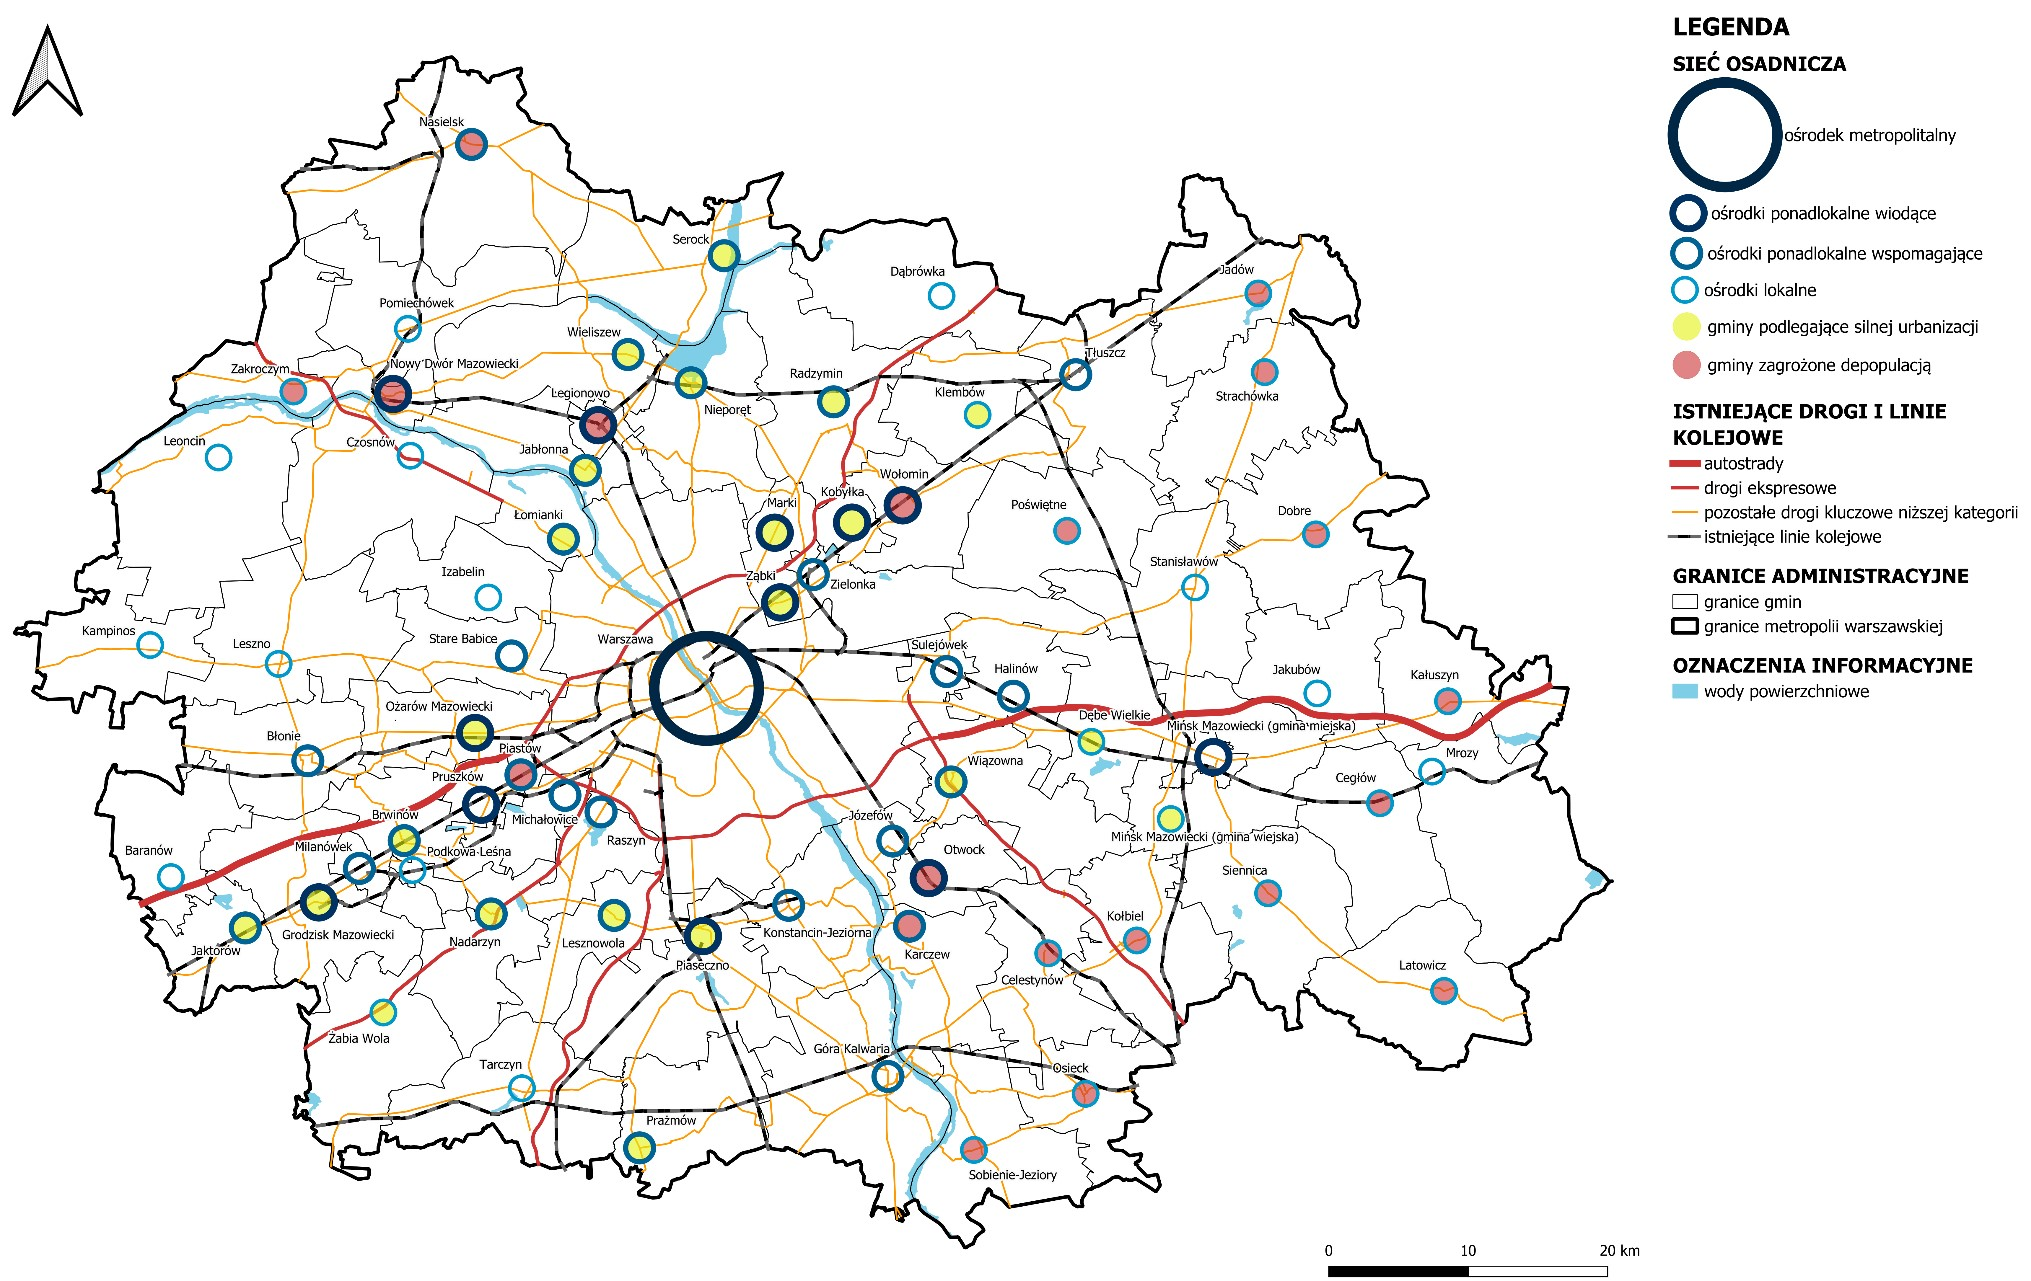 LEGENDA
SIEĆ OSADNICZA
ośrodek metropolitalny
ośrodki ponadlokalne wiodące
ośrodki ponadlokalne wspomagające
ośrodki lokalne
gminy podlegające silnej urbanizacji
gminy zagrożone depopulacją
ISTNIEJĄCE DROGI I LINIE
KOLEJOWE
autostrady
drogi ekspresowe
pozostałe drogi kluczowe niższej kategorii
istniejące linie kolejowe
GRANICE ADMINISTRACYJNE
granice gmin
granice metropolii warszawskiej
OZNACZENIA INFORMACYJNE
wody powierzchniowe
Nasielsk
Serock
Dąbrówka
Jadów
Pomiechówek
Wieliszew
Tłuszcz
Zakroczym
Nowy Dwór Mazowiecki
Radzymin
Legionowo
Klembów
Strachówka
Nieporęt
Leoncin
Czosnów
Jabłonna
Wołomin
Kobyłka
Marki
Poświętne
Dobre
Łomianki
Stanisławów
Izabelin
Ząbki
Zielonka
Kampinos
Leszno
Stare Babice
Warszawa
Sulejówek
Halinów
Jakubów
Kałuszyn
Ożarów Mazowiecki
Dębe Wielkie
Mińsk Mazowiecki (gmina miejska)
Błonie
Piastów
Wiązowna
Mrozy
Pruszków
Cegłów
Brwinów
Michałowice
Józefów
Mińsk Mazowiecki (gmina wiejska)
Raszyn
Milanówek
Podkowa Leśna
Baranów
Otwock
Siennica
Kołbiel
Grodzisk Mazowiecki
Nadarzyn
Lesznowola
Konstancin-Jeziorna
Jaktorów
Karczew
Piaseczno
Celestynów
Latowicz
Żabia Wola
Góra Kalwaria
Tarczyn
Osieck
Prażmów
Sobienie-Jeziory
0 10 20 km